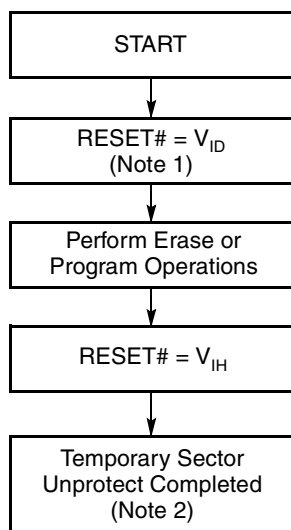 START
RESET# = VID
(Note 1)
Perform Erase or
Program Operations
RESET# = VIH
Temporary Sector
Unprotect Completed
(Note 2)